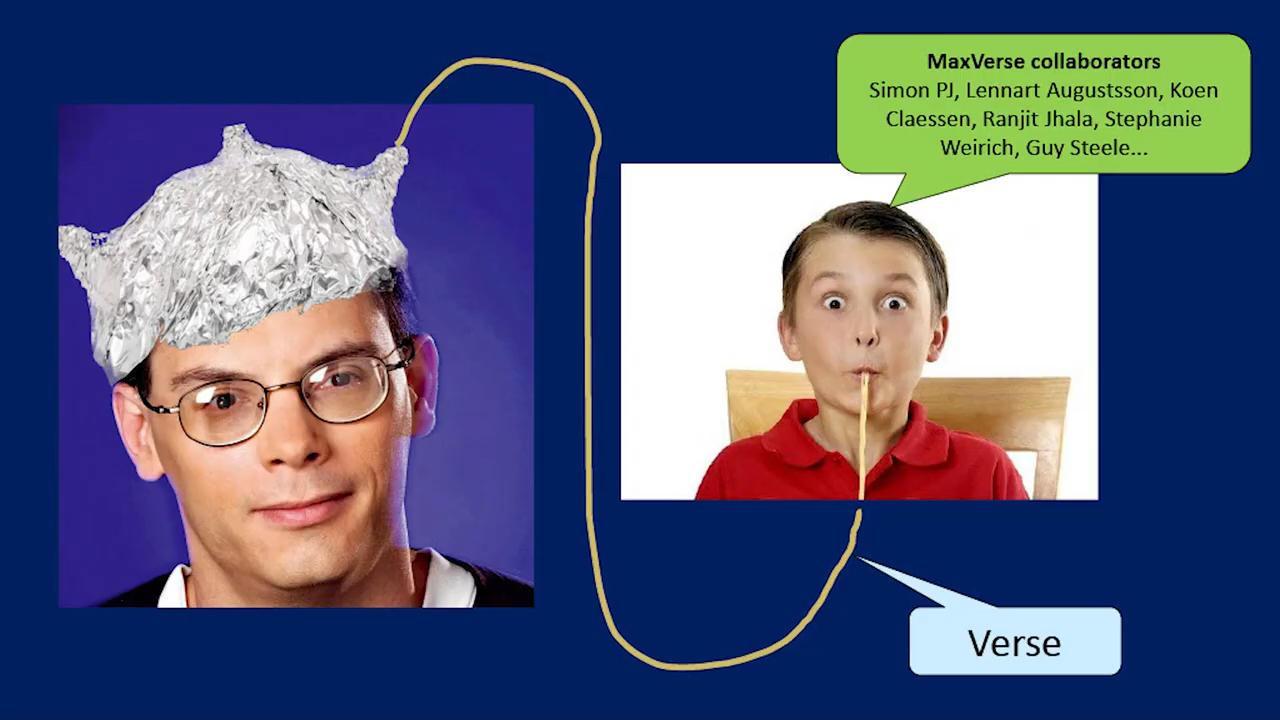 MaxVerse collaborators
Simon PJ, Lennart Augustsson, Koen
Claessen, Ranjit Jhala, Stephanie
Weirich, Guy Steele...
Verse